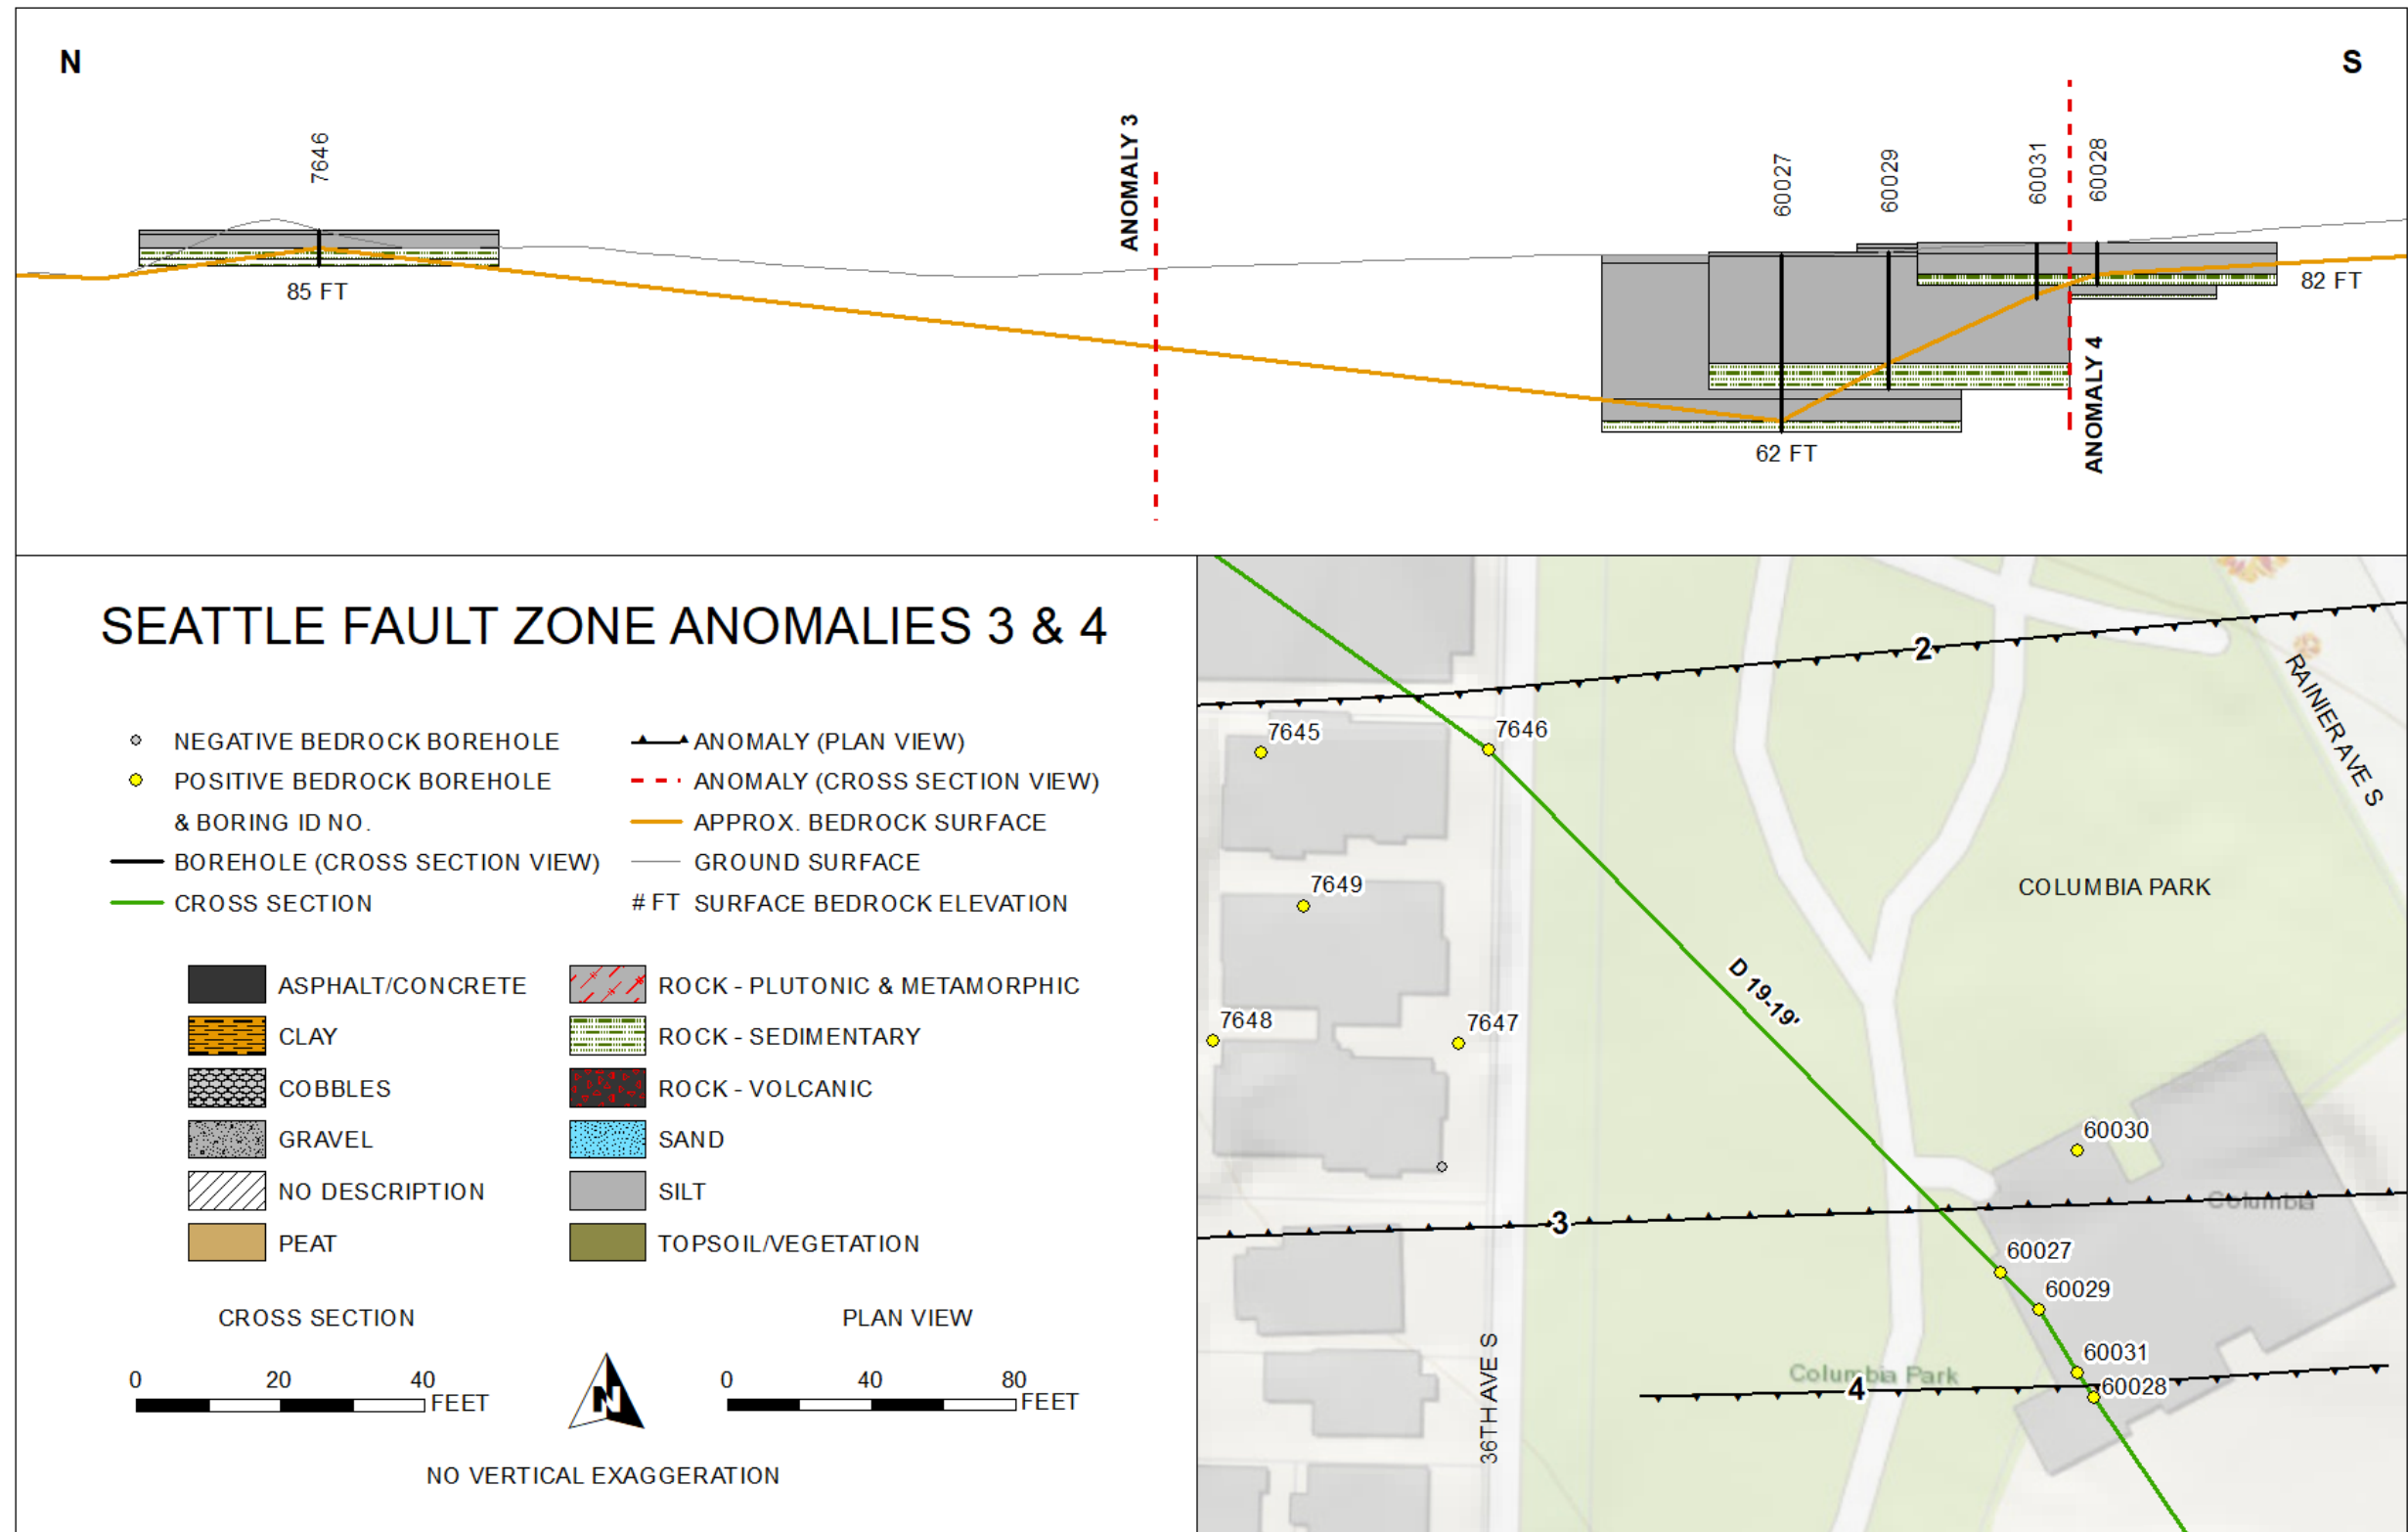 N
S
7646
ANOMALY 3
60027
60029
60031
60028
85 FT
82 FT
62 FT
ANOMALY 4
SEATTLE FAULT ZONE ANOMALIES 3 & 4
NEGATIVE BEDROCK BOREHOLE
POSITIVE BEDROCK BOREHOLE
& BORING ID NO.
BOREHOLE (CROSS SECTION VIEW)
CROSS SECTION
ANOMALY (PLAN VIEW)
ANOMALY (CROSS SECTION VIEW)
APPROX. BEDROCK SURFACE
GROUND SURFACE
# FT SURFACE BEDROCK ELEVATION
ASPHALT/CONCRETE
CLAY
COBBLES
GRAVEL
NO DESCRIPTION
PEAT
ROCK - PLUTONIC & METAMORPHIC
ROCK - SEDIMENTARY
ROCK - VOLCANIC
SAND
SILT
TOPSOIL/VEGETATION
CROSS SECTION
0 20 40
FEET
N
PLAN VIEW
0 40 80
FEET
NO VERTICAL EXAGGERATION
2
RAINIER AVE S
7645
7646
7649
COLUMBIA PARK
D 19-19'
7648
7647
60030
Columbia
3
60027
60029
36TH AVE S
60031
Columbia Park
4
60028